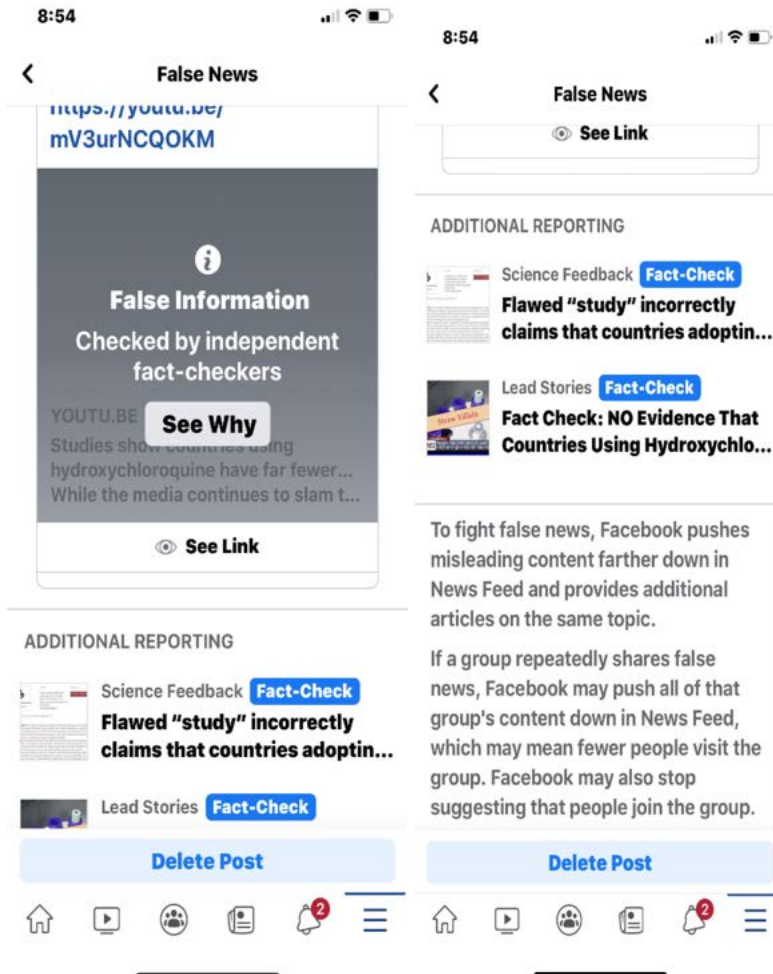 8:54
False News
https://youtu.be/
mV3urNCQOKM
False Information
Checked by independent
fact-checkers
YOUTU.BE
See Why
Studies show countries using
hydroxychloroquine have far fewer...
While the media continues to slam t...
See Link
ADDITIONAL REPORTING
Science Feedback Fact-Check
Flawed “study” incorrectly
claims that countries adoptin...
Lead Stories Fact-Check
Delete Post
2
8:54
False News
See Link
ADDITIONAL REPORTING
Science Feedback Fact-Check
Flawed “study” incorrectly
claims that countries adoptin...
Straw Villain
Lead Stories Fact-Check
Fact Check: NO Evidence That
Countries Using Hydroxychlo...
To fight false news, Facebook pushes
misleading content farther down in
News Feed and provides additional
articles on the same topic.
If a group repeatedly shares false
news, Facebook may push all of that
group's content down in News Feed,
which may mean fewer people visit the
group. Facebook may also stop
suggesting that people join the group.
Delete Post
2